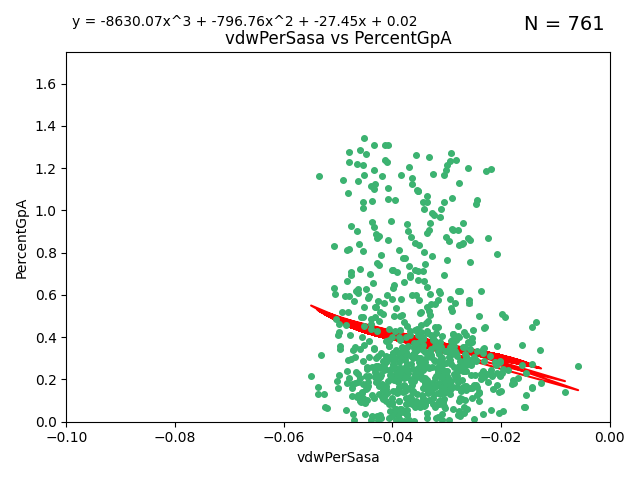 y = -8630.07x^3 + -796.76x^2 + -27.45x + 0.02
N = 761
vdwPerSasa vs PercentGpA
1.6
1.4
1.2
1.0
0.8
0.6
0.4
0.2
0.0
PercentGpA
−0.10 −0.08 −0.06 −0.04 −0.02 0.00
vdwPerSasa